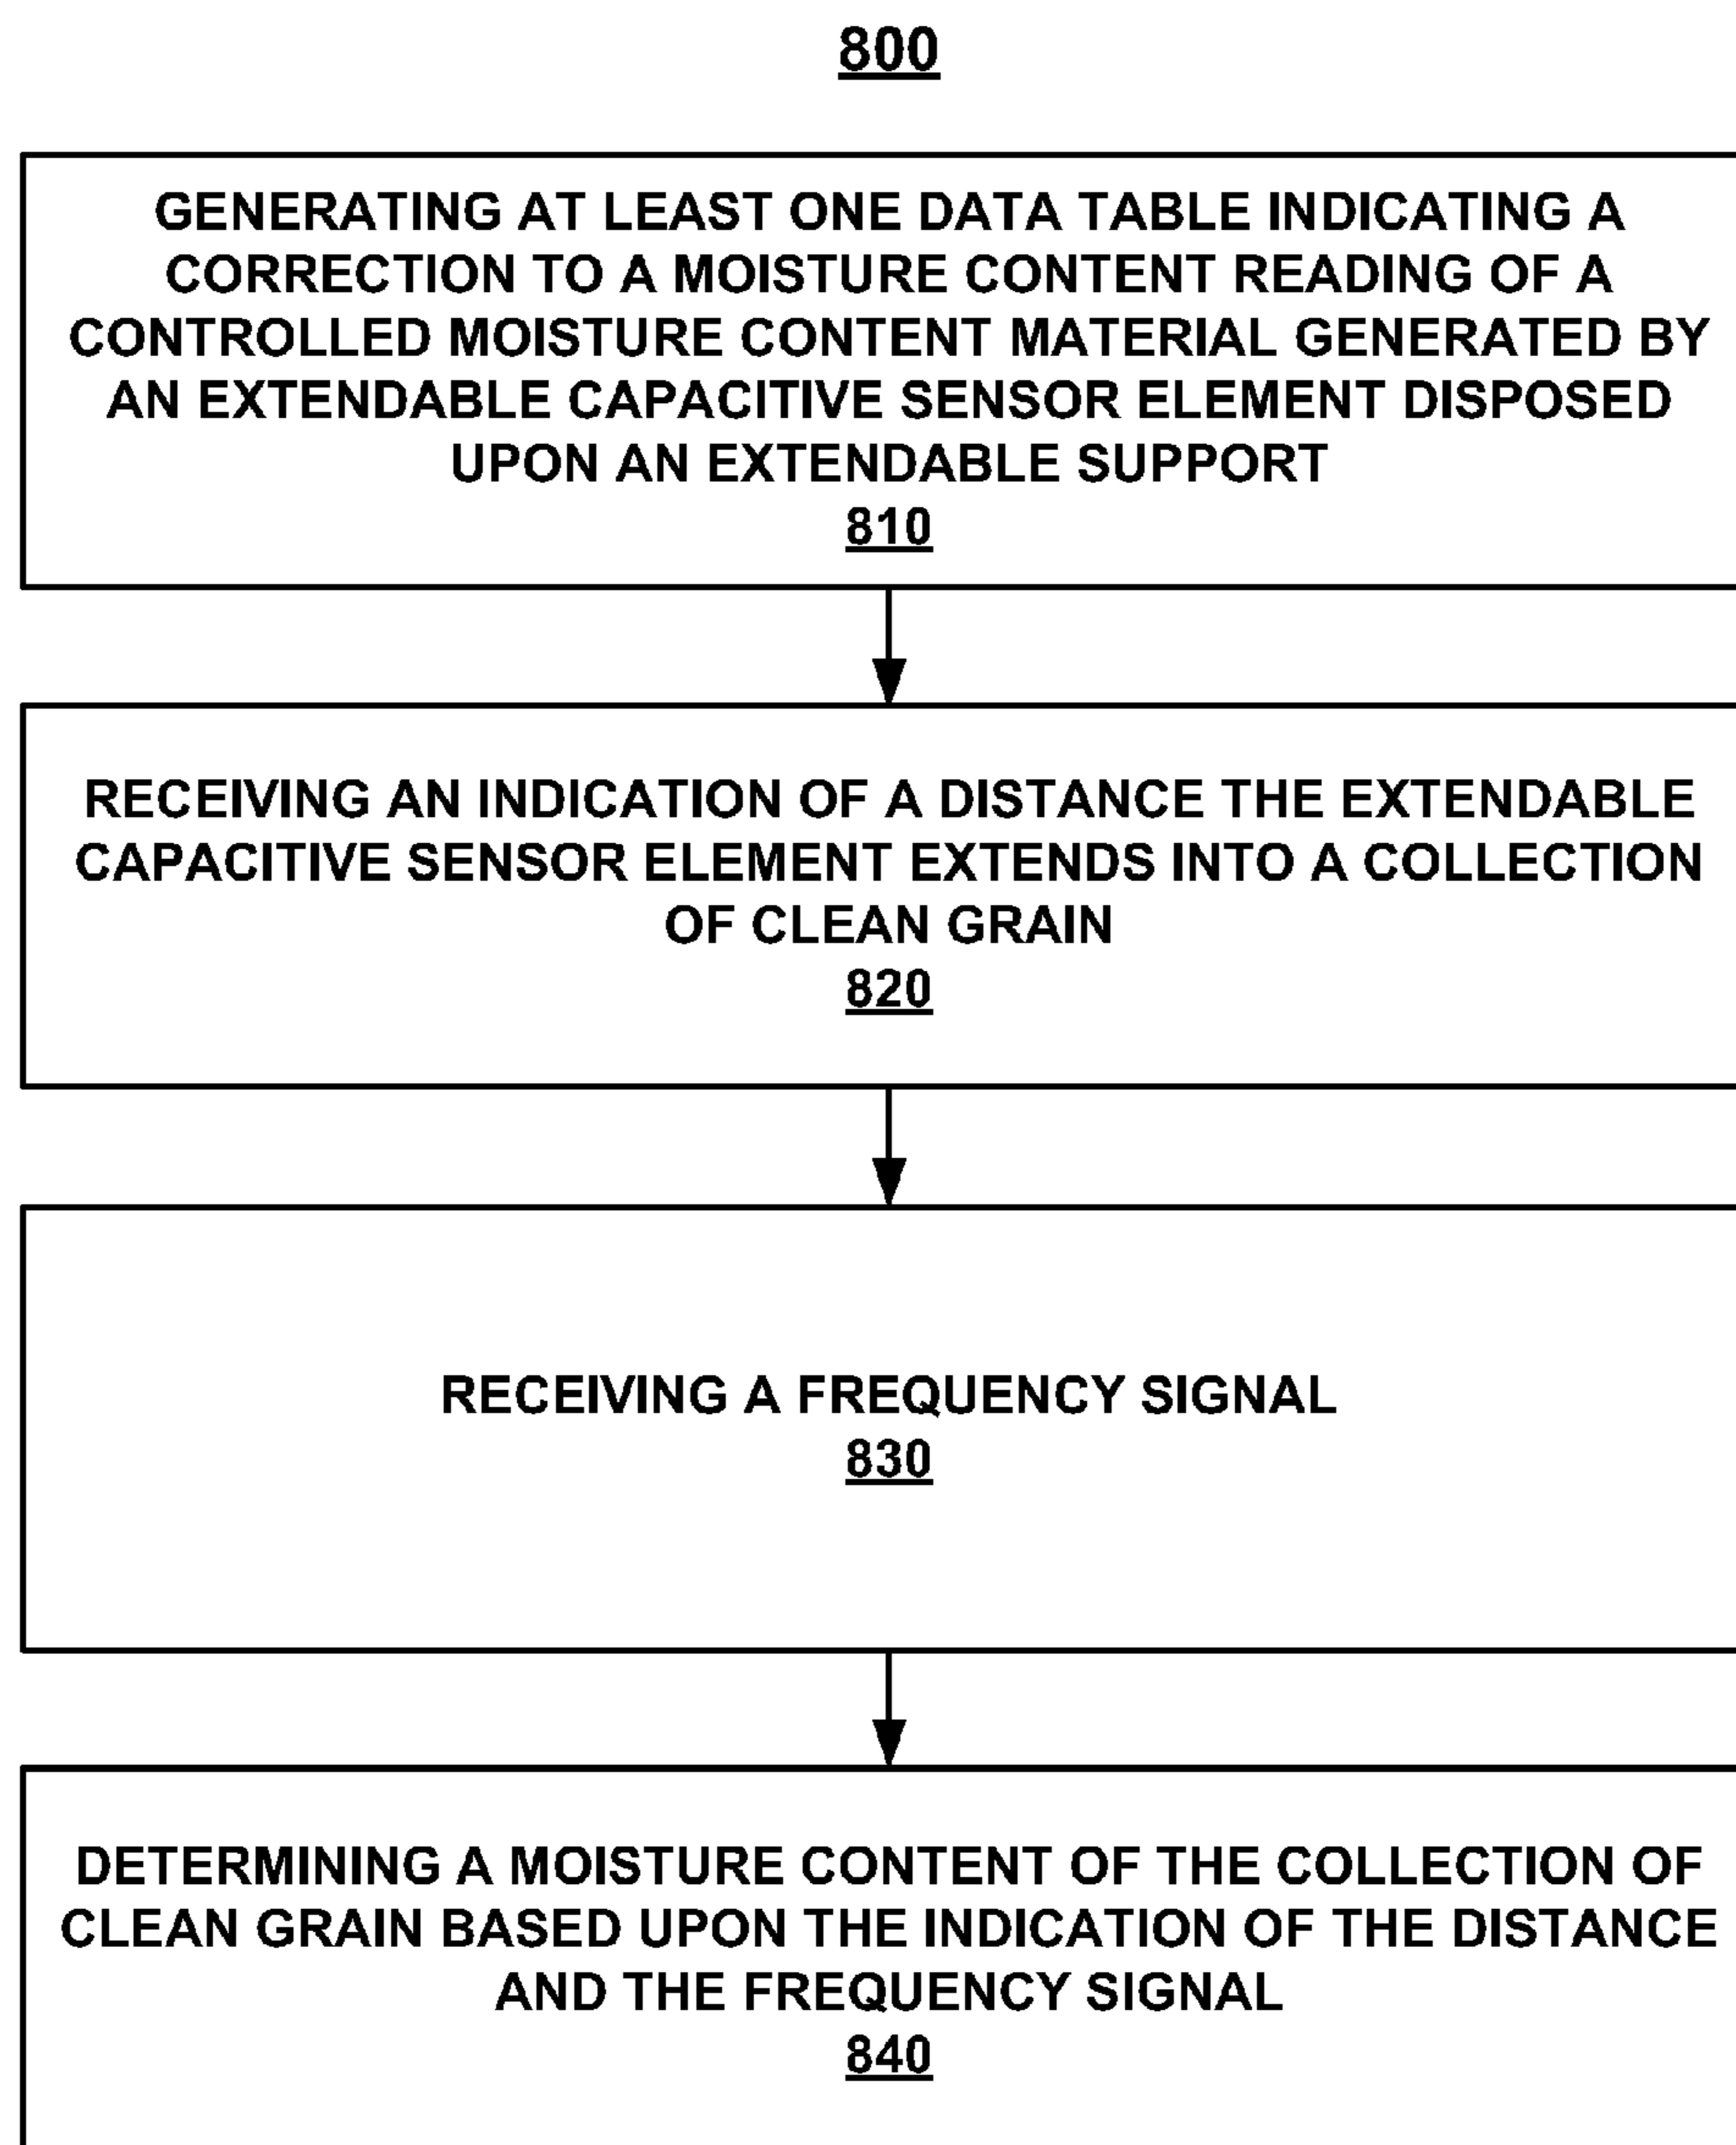 800
GENERATING AT LEAST ONE DATA TABLE INDICATING A
CORRECTION TO A MOISTURE CONTENT READING OF A
CONTROLLED MOISTURE CONTENT MATERIAL GENERATED BY
AN EXTENDABLE CAPACITIVE SENSOR ELEMENT DISPOSED
UPON AN EXTENDABLE SUPPORT
810
RECEIVING AN INDICATION OF A DISTANCE THE EXTENDABLE
CAPACITIVE SENSOR ELEMENT EXTENDS INTO A COLLECTION
OF CLEAN GRAIN
820
RECEIVING A FREQUENCY SIGNAL
830
DETERMINING A MOISTURE CONTENT OF THE COLLECTION OF
CLEAN GRAIN BASED UPON THE INDICATION OF THE DISTANCE
AND THE FREQUENCY SIGNAL
840